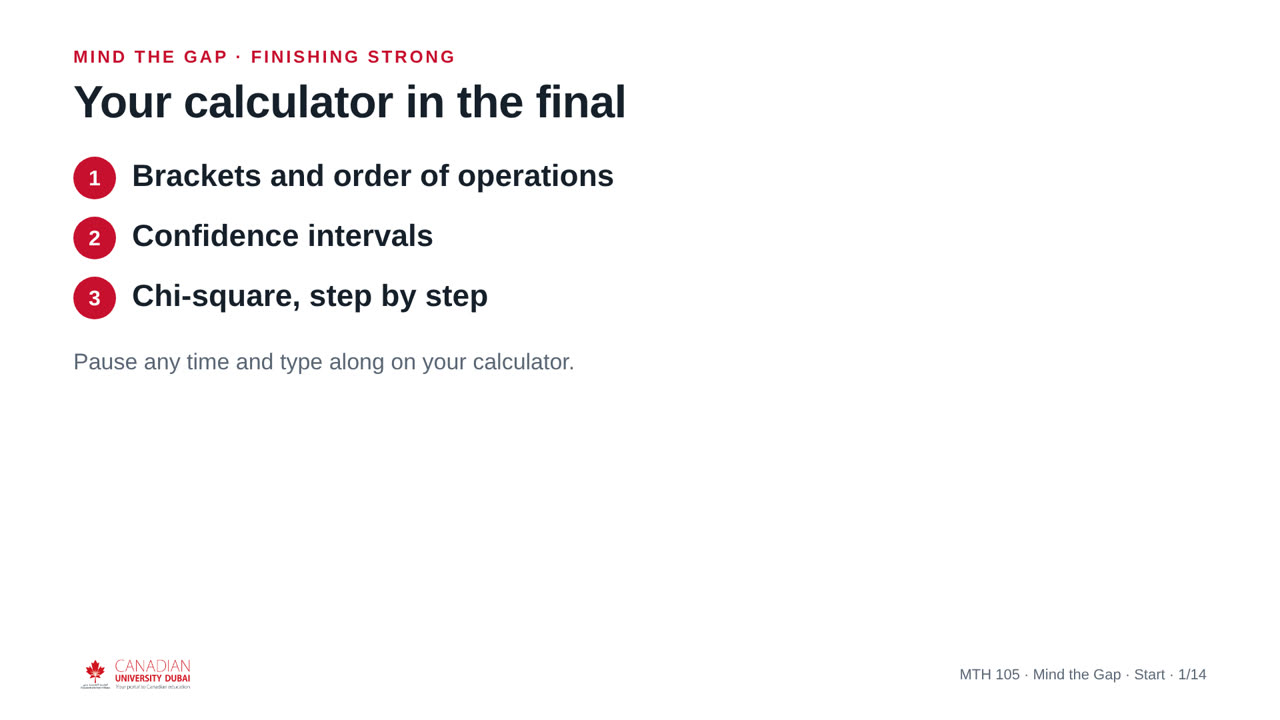 MIND THE GAP · FINISHING STRONG
Your calculator in the final
1 Brackets and order of operations
2 Confidence intervals
3 Chi-square, step by step
Pause any time and type along on your calculator.
CANADIAN
UNIVERSITY DUBAI
Your portal to Canadian education
MTH 105 · Mind the Gap · Start · 1/14